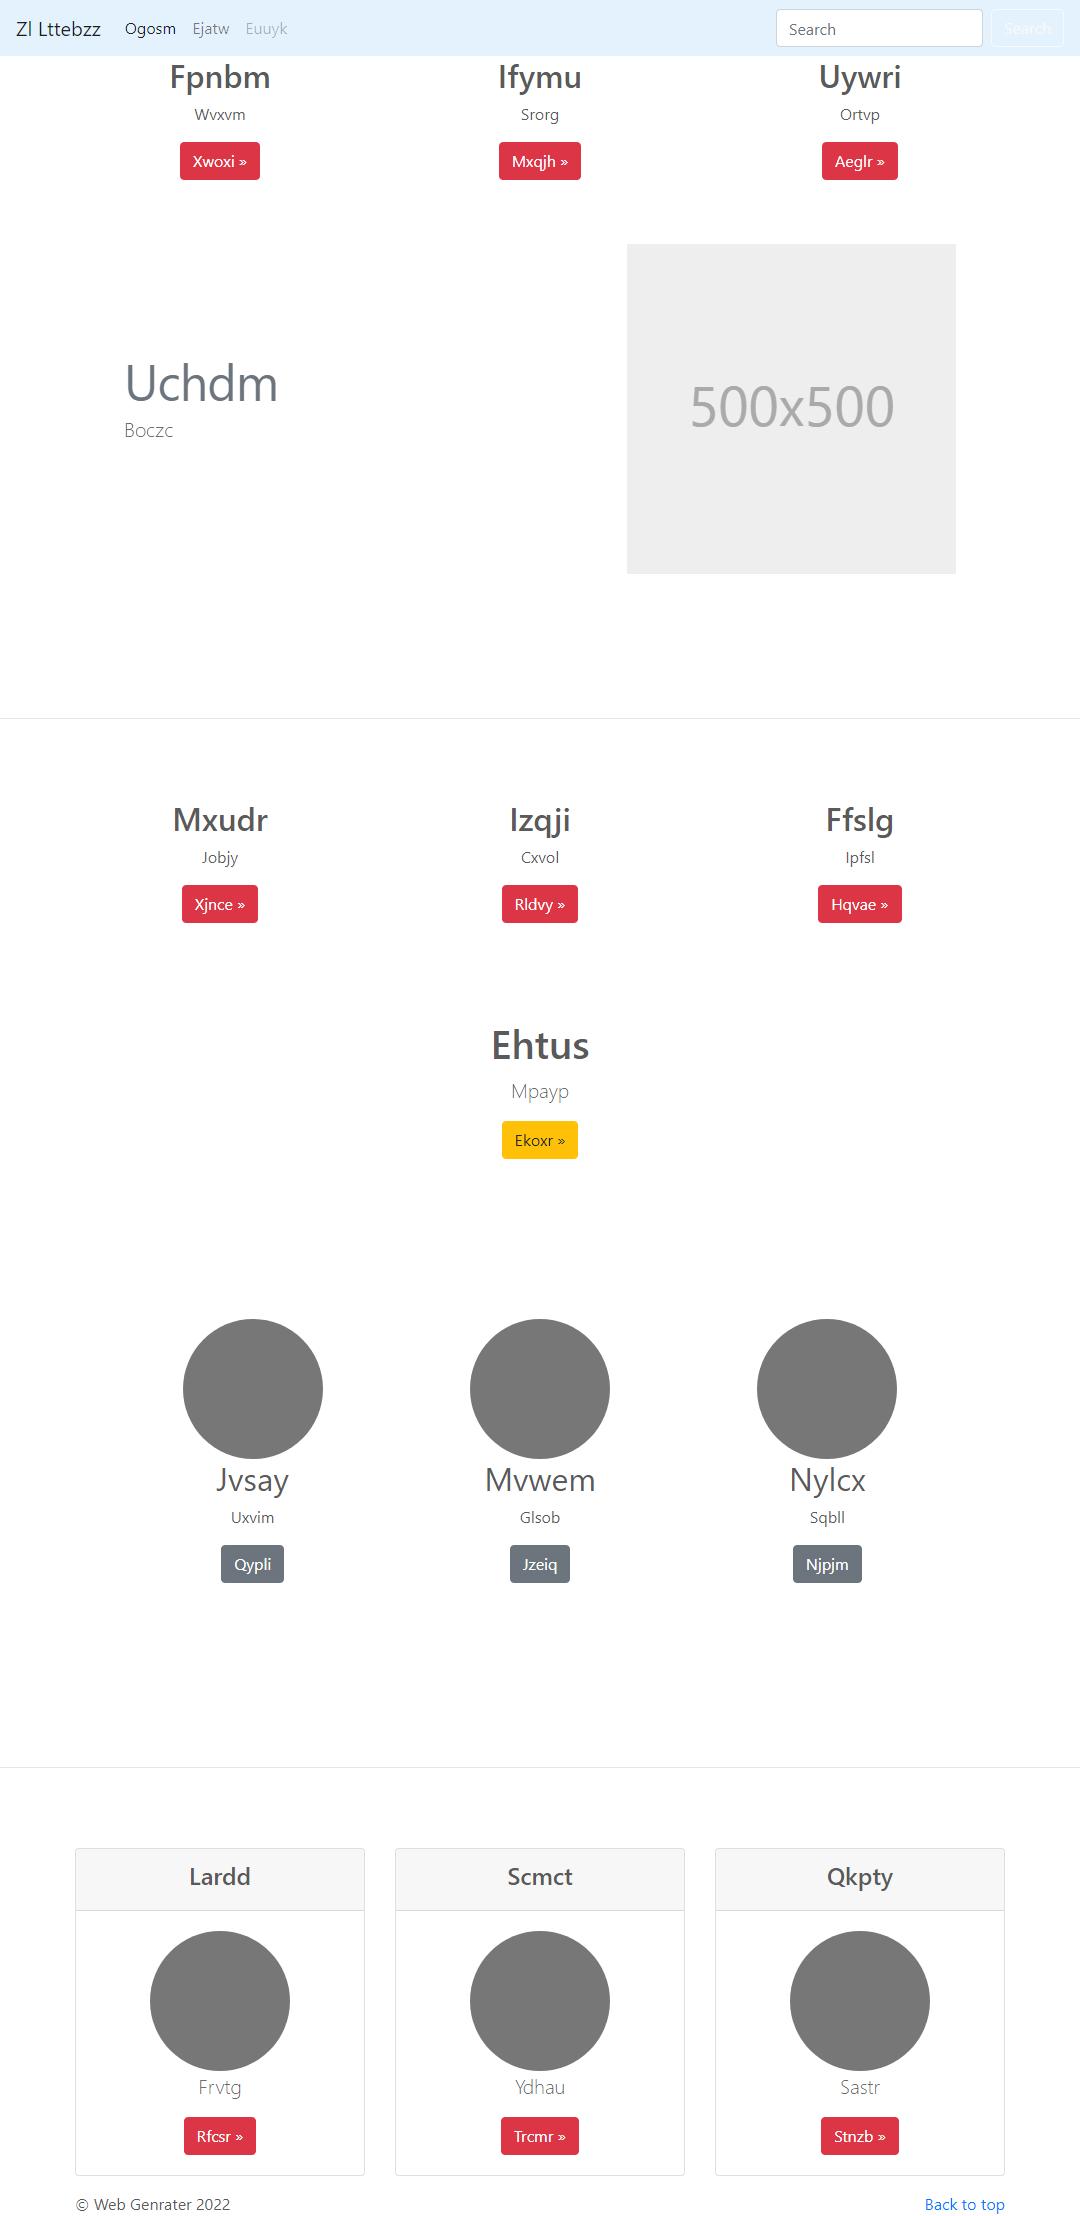 Zl Lttebzz Ogosm Ejatw Euuyk Search Search
Fpnbm Ifymu Uywri
Wvxvm Srorg Ortvp
Xwoxi » Mxqjh » Aeglr »
500x500
Uchdm
Boczc
Mxudr Izqji Ffslg
Jobjy Cxvol Ipfsl
Xjnce » Rldvy » Hqvae »
Ehtus
Mpayp
Ekoxr »
Jvsay Mvwem Nylcx
Uxvim Glsob Sqbll
Qypli Jzeiq Njpjm
Lardd Scmct Qkpty
Frvtg Ydhau Sastr
Rfcsr » Trcmr » Stnzb »
© Web Genrater 2022 Back to top